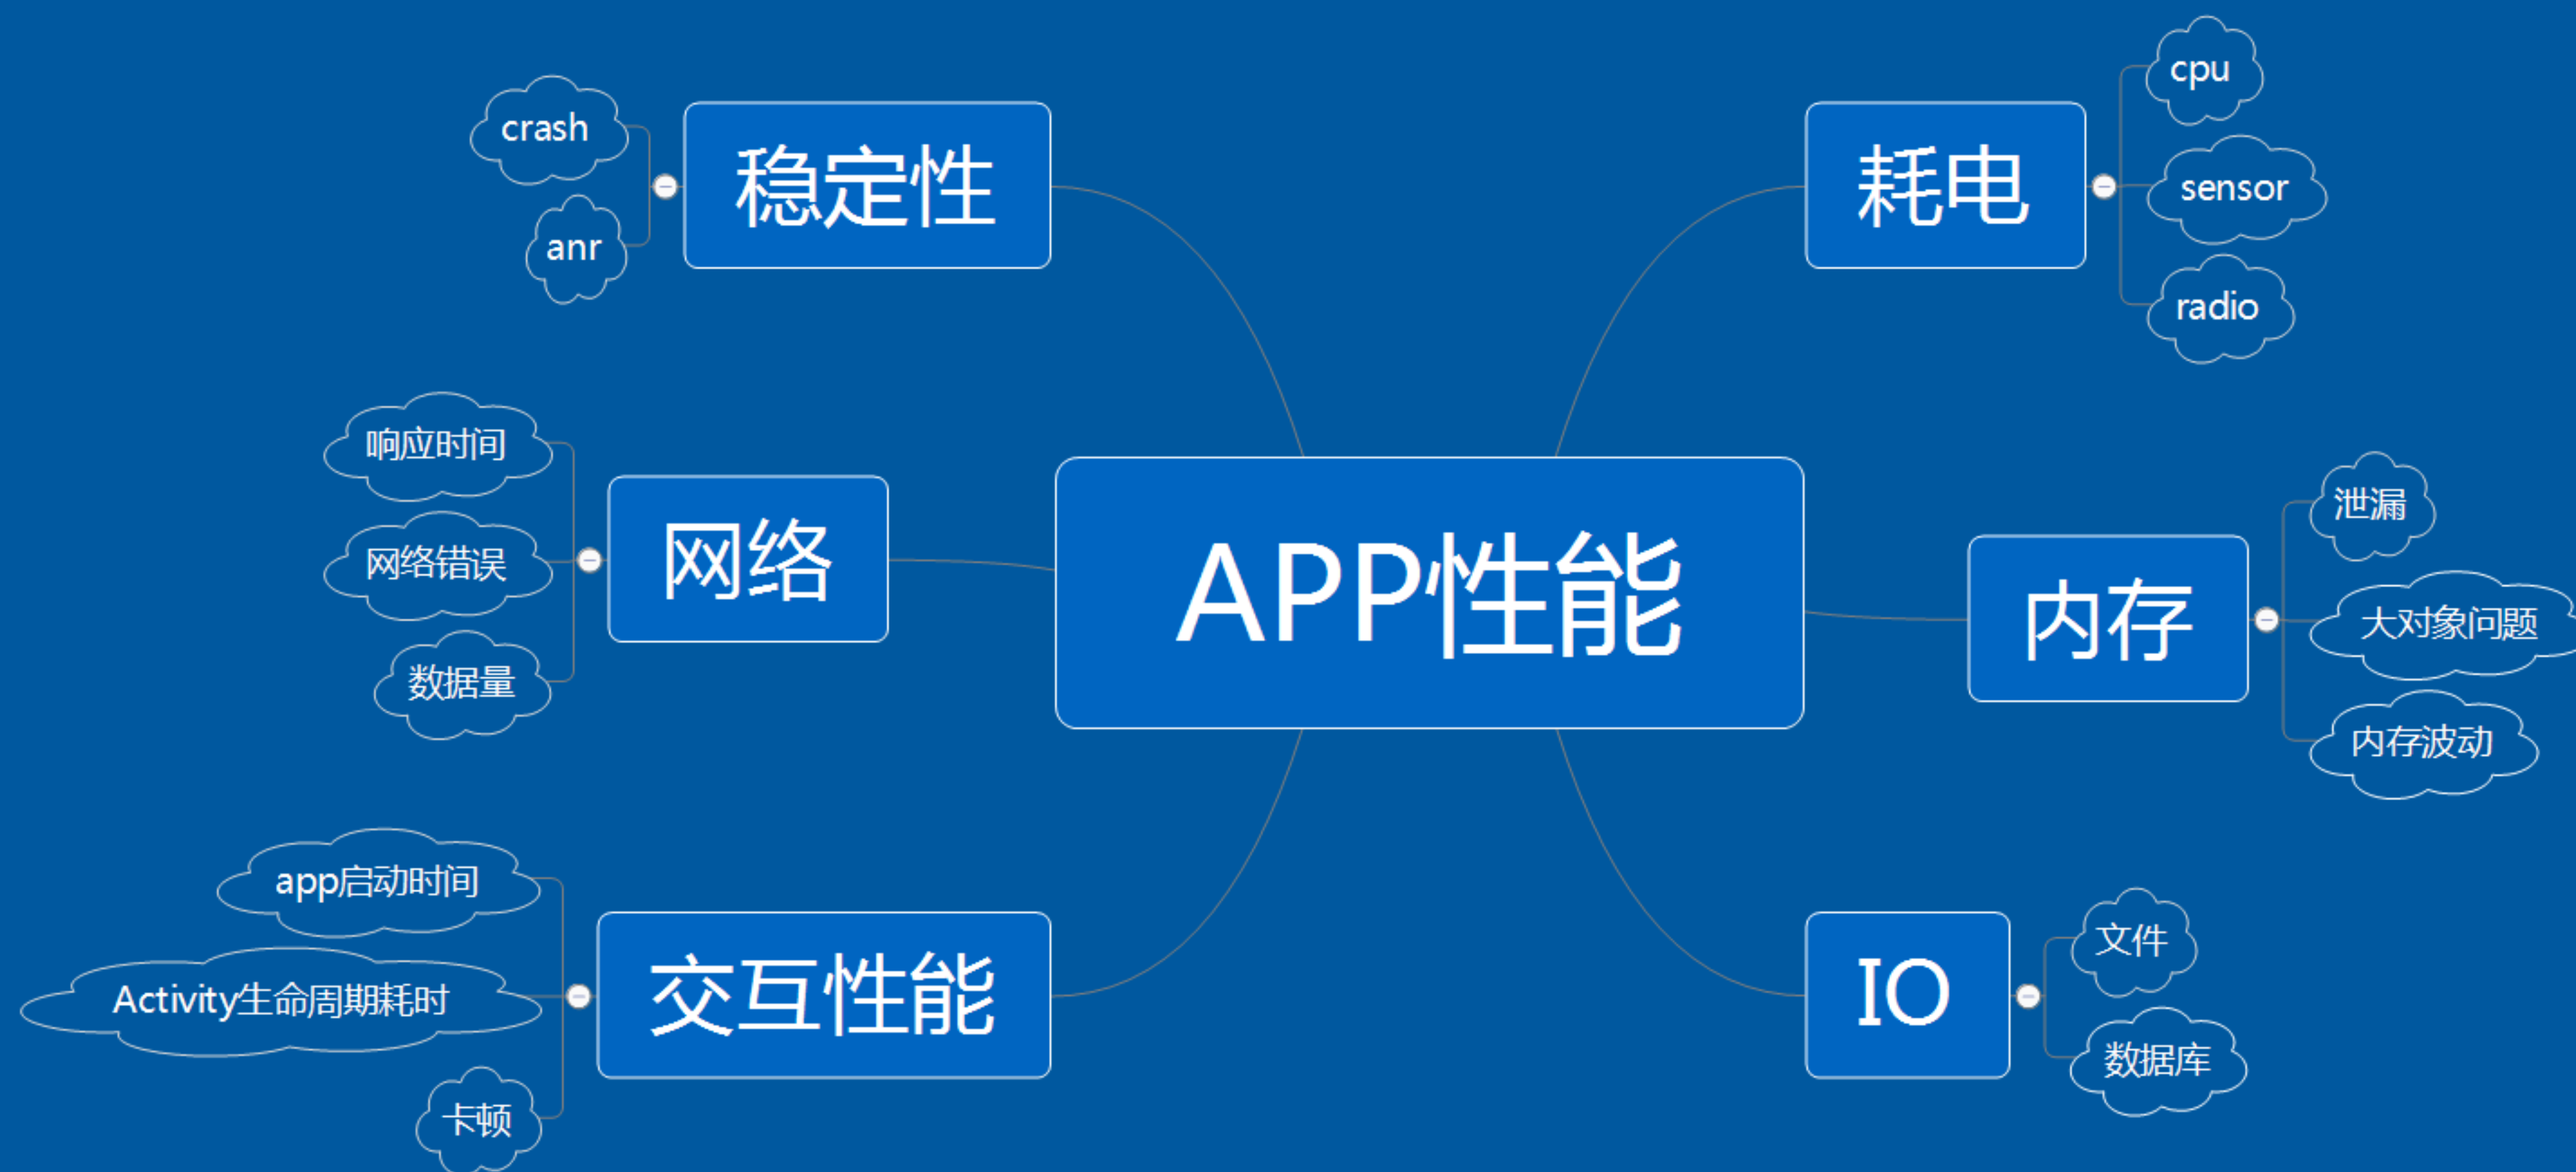 APP性能
稳定性
crash
anr
网络
响应时间
网络错误
数据量
交互性能
app启动时间
Activity生命周期耗时
卡顿
耗电
cpu
sensor
radio
内存
泄漏
大对象问题
内存波动
IO
文件
数据库